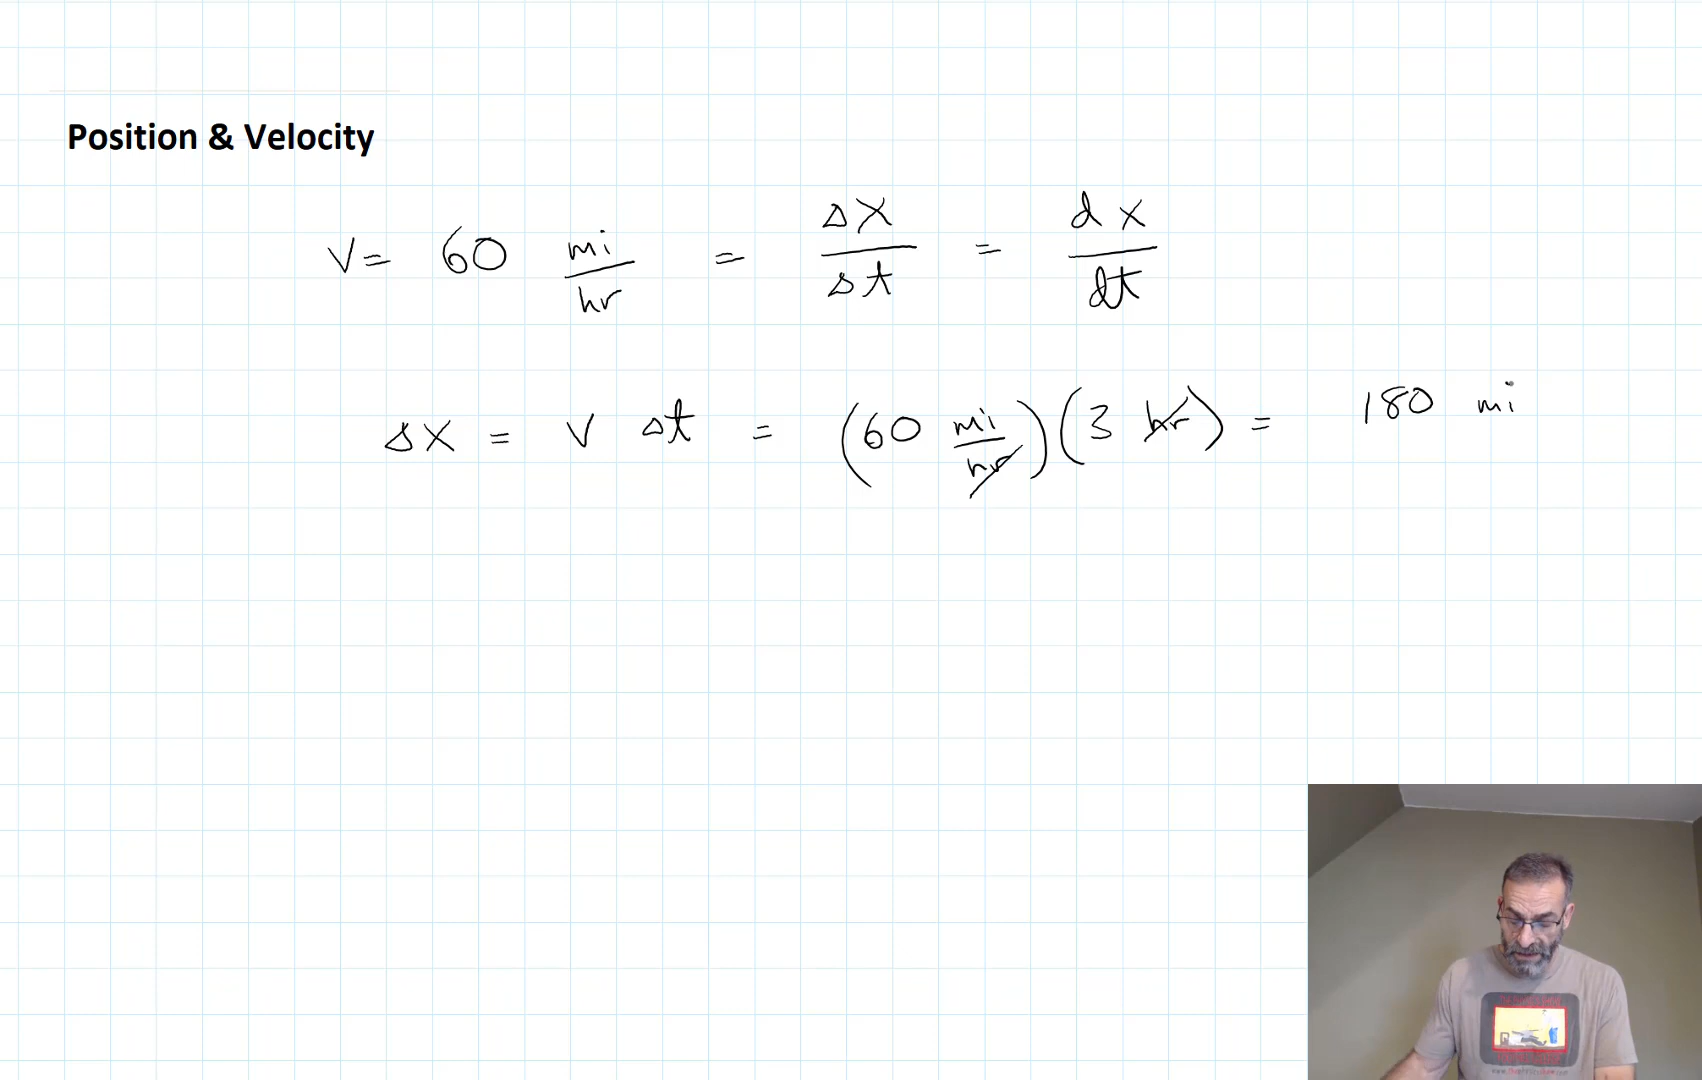 Position & Velocity
V = 60 mi/hr = ΔX/Δt = dx/dt
ΔX = V Δt = (60 mi/hr)(3 hr) = 180 mi